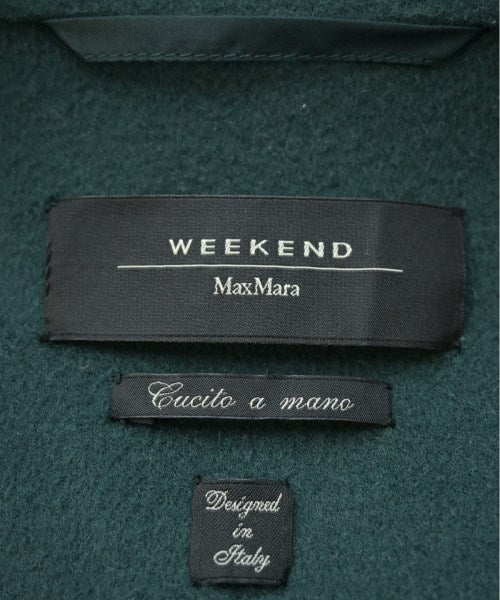 WEEKEND
MaxMara
Cucito a mano
Designed
in
Italy